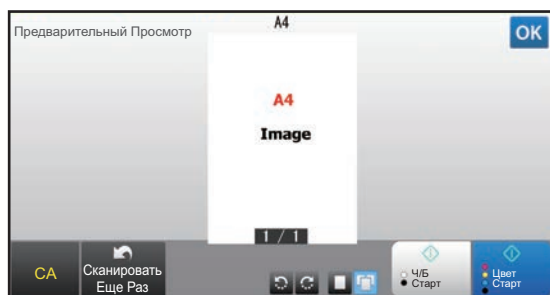 Предварительный Просмотр
A4
OK
A4
Image
1 / 1
CA
Сканировать
Еще Раз
Ч/Б
Старт
Цвет
Старт